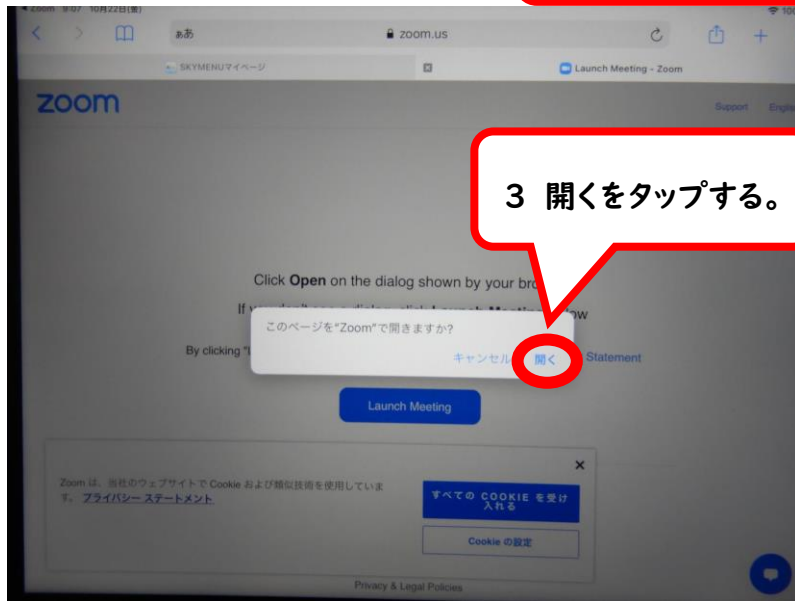 Zoom 9:07 10月22日(金)
ぁあ
zoom.us
SKYMENUマイページ
Launch Meeting - Zoom
zoom
Support
3 開くをタップする。
Click Open on the dialog shown by your
このページを"Zoom"で開きますか?
キャンセル 開く
By clicking
Statement
Launch Meeting
Zoom は、当社のウェブサイトで Cookie および類似技術を使用していま
す。プライバシー ステートメント
すべての COOKIE を受け
入れる
Cookie の設定
Privacy & Legal Policies